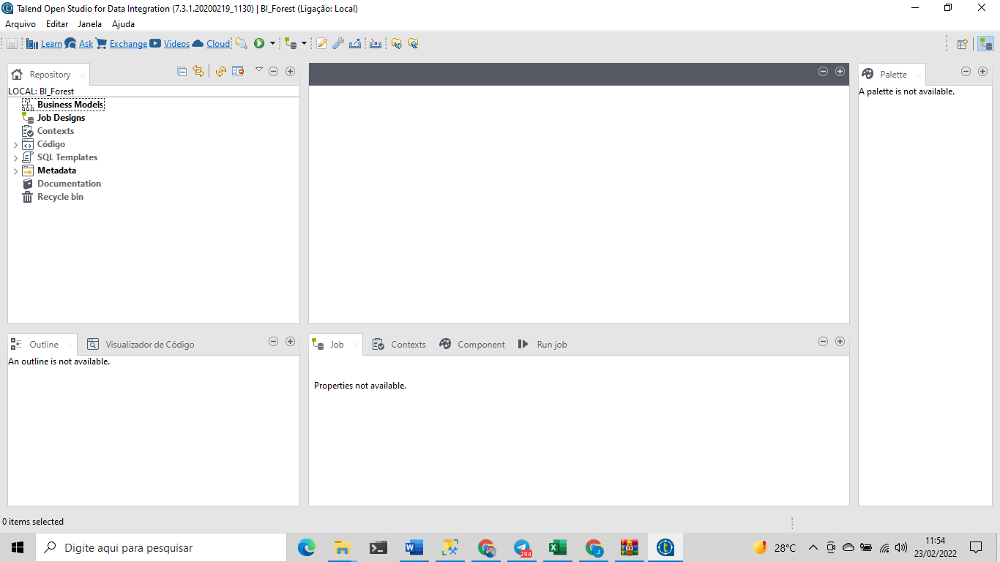 Talend Open Studio for Data Integration (7.3.1.20200219_1130) | BI_Forest (Ligação: Local)
Arquivo Editar Janela Ajuda
Learn Ask Exchange Videos Cloud
Repository
LOCAL: BI_Forest
Business Models
Job Designs
Contexts
Código
SQL Templates
Metadata
Documentation
Recycle bin
Palette
A palette is not available.
Outline Visualizador de Código
An outline is not available.
Job Contexts Component Run job
Properties not available.
0 items selected
Digite aqui para pesquisar
294
J
28°C
11:54
23/02/2022